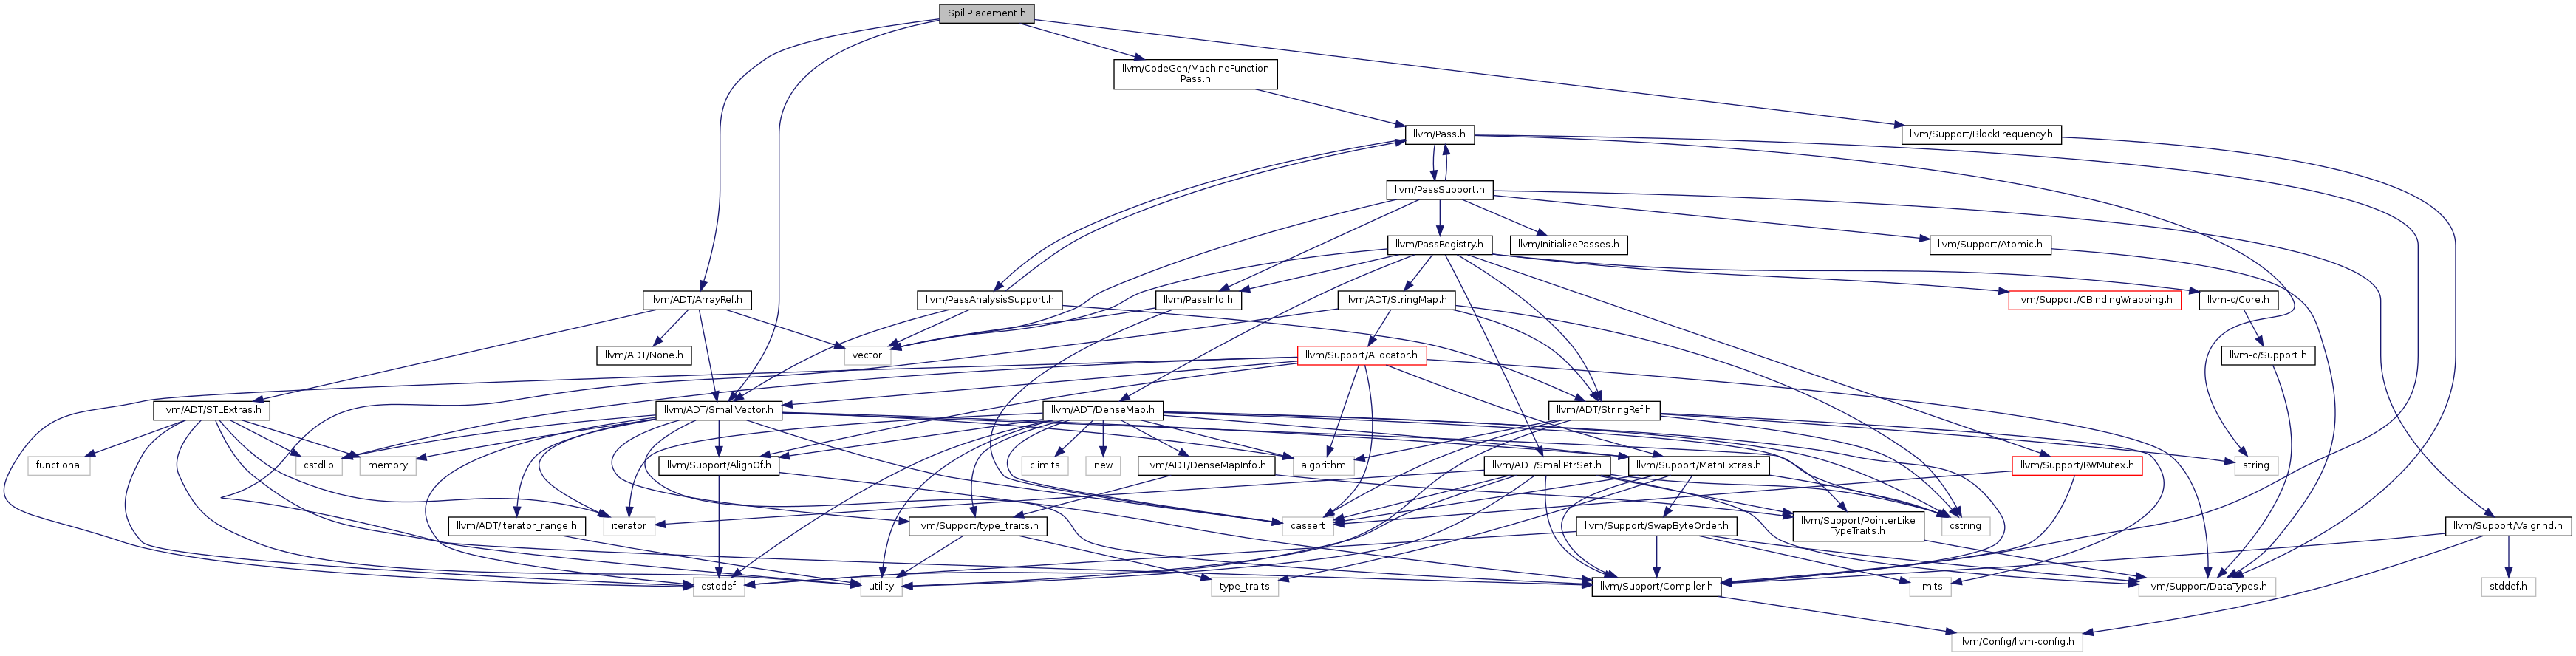 SpillPlacement.h
llvm/CodeGen/MachineFunction
Pass.h
llvm/Pass.h
llvm/Support/BlockFrequency.h
llvm/PassSupport.h
llvm/PassRegistry.h
llvm/InitializePasses.h
llvm/Support/Atomic.h
llvm/ADT/ArrayRef.h
llvm/PassAnalysisSupport.h
llvm/PassInfo.h
llvm/ADT/StringMap.h
llvm/Support/CBindingWrapping.h
llvm-c/Core.h
llvm/ADT/None.h
vector
llvm/Support/Allocator.h
llvm-c/Support.h
llvm/ADT/STLExtras.h
llvm/ADT/SmallVector.h
llvm/ADT/DenseMap.h
llvm/ADT/StringRef.h
functional
cstdlib
memory
llvm/Support/AlignOf.h
climits
new
llvm/ADT/DenseMapInfo.h
algorithm
llvm/ADT/SmallPtrSet.h
llvm/Support/MathExtras.h
llvm/Support/RWMutex.h
string
llvm/ADT/iterator_range.h
iterator
llvm/Support/type_traits.h
cassert
llvm/Support/SwapByteOrder.h
llvm/Support/PointerLike
TypeTraits.h
cstring
llvm/Support/Valgrind.h
cstddef
utility
type_traits
llvm/Support/Compiler.h
limits
llvm/Support/DataTypes.h
stddef.h
llvm/Config/llvm-config.h